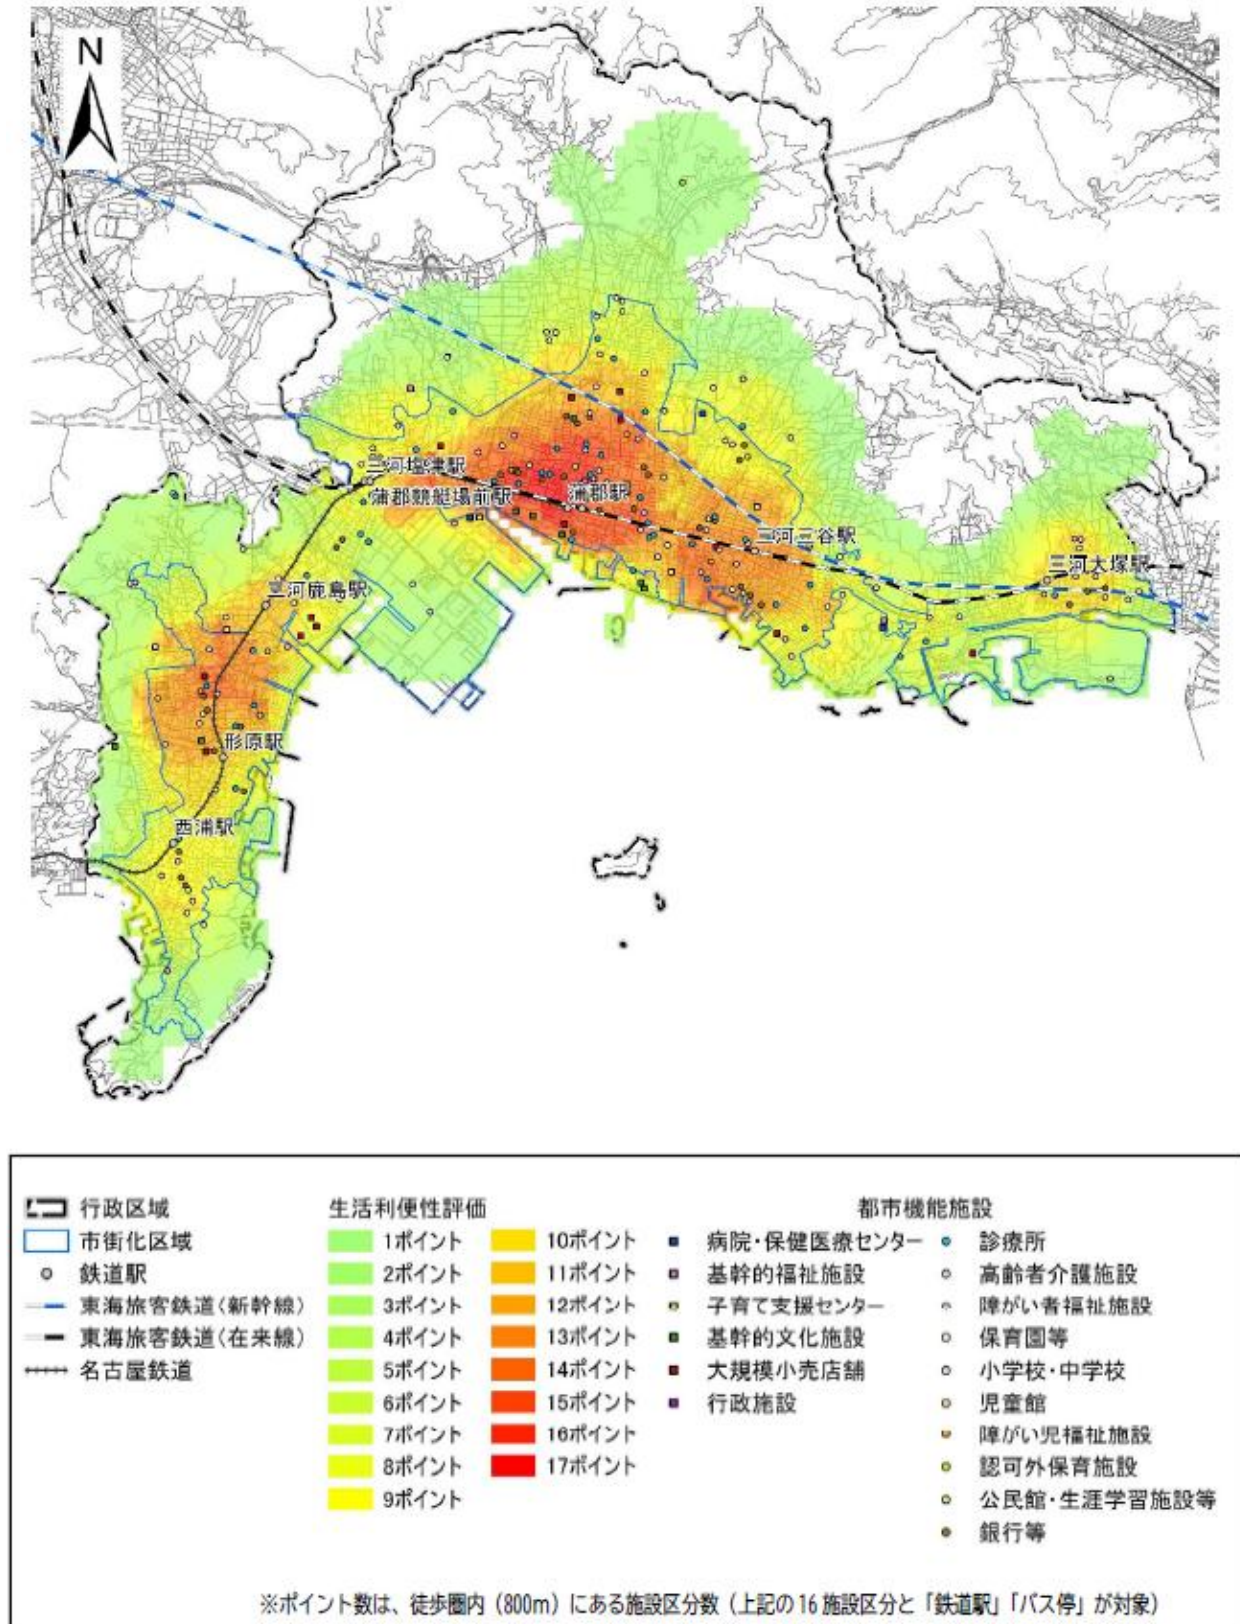 N
三河塩津駅
蒲郡競艇場前駅
蒲郡駅
三河三谷駅
三河大塚駅
三河鹿島駅
形原駅
西浦駅
行政区域
市街化区域
鉄道駅
東海旅客鉄道(新幹線)
東海旅客鉄道(在来線)
名古屋鉄道
生活利便性評価
1ポイント
2ポイント
3ポイント
4ポイント
5ポイント
6ポイント
7ポイント
8ポイント
9ポイント
10ポイント
11ポイント
12ポイント
13ポイント
14ポイント
15ポイント
16ポイント
17ポイント
都市機能施設
病院・保健医療センター
基幹的福祉施設
子育て支援センター
基幹的文化施設
大規模小売店舗
行政施設
診療所
高齢者介護施設
障がい者福祉施設
保育園等
小学校・中学校
児童館
障がい児福祉施設
認可外保育施設
公民館・生涯学習施設等
銀行等
※ポイント数は、徒歩圏内(800m)にある施設区分数(上記の16施設区分と「鉄道駅」「バス停」が対象)